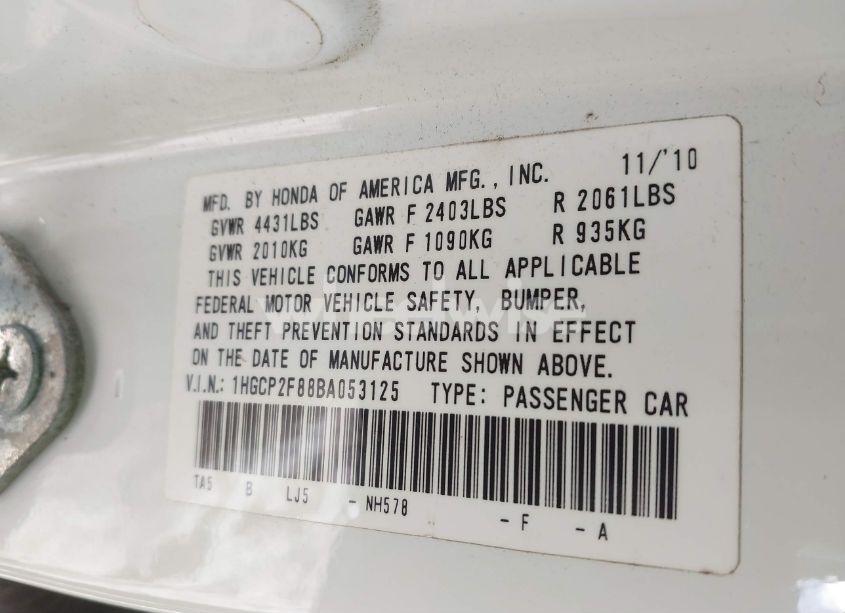 MFD. BY HONDA OF AMERICA MFG., INC. 11/'10
GVWR 4431LBS GAWR F 2403LBS R 2061LBS
GVWR 2010KG GAWR F 1090KG R 935KG
THIS VEHICLE CONFORMS TO ALL APPLICABLE
FEDERAL MOTOR VEHICLE SAFETY, BUMPER,
AND THEFT PREVENTION STANDARDS IN EFFECT
ON THE DATE OF MANUFACTURE SHOWN ABOVE.
V.I.N.: 1HGCP2F88BA053125 TYPE: PASSENGER CAR
TA5 B LJ5 - NH578 - F - A